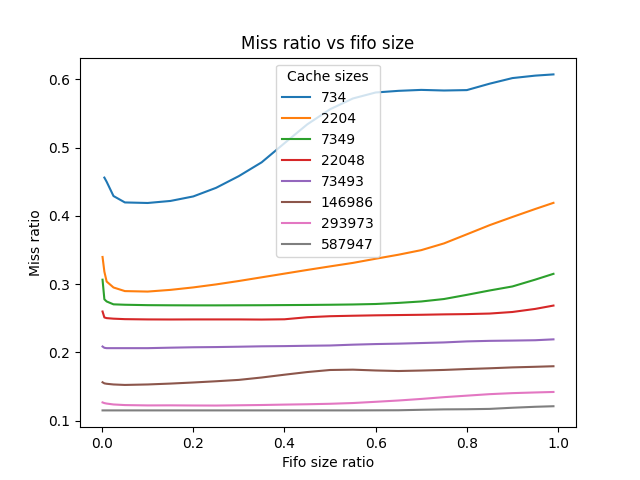 Miss ratio vs fifo size
Miss ratio
0.6
0.5
0.4
0.3
0.2
0.1
Cache sizes
734
2204
7349
22048
73493
146986
293973
587947
0.0 0.2 0.4 0.6 0.8 1.0
Fifo size ratio